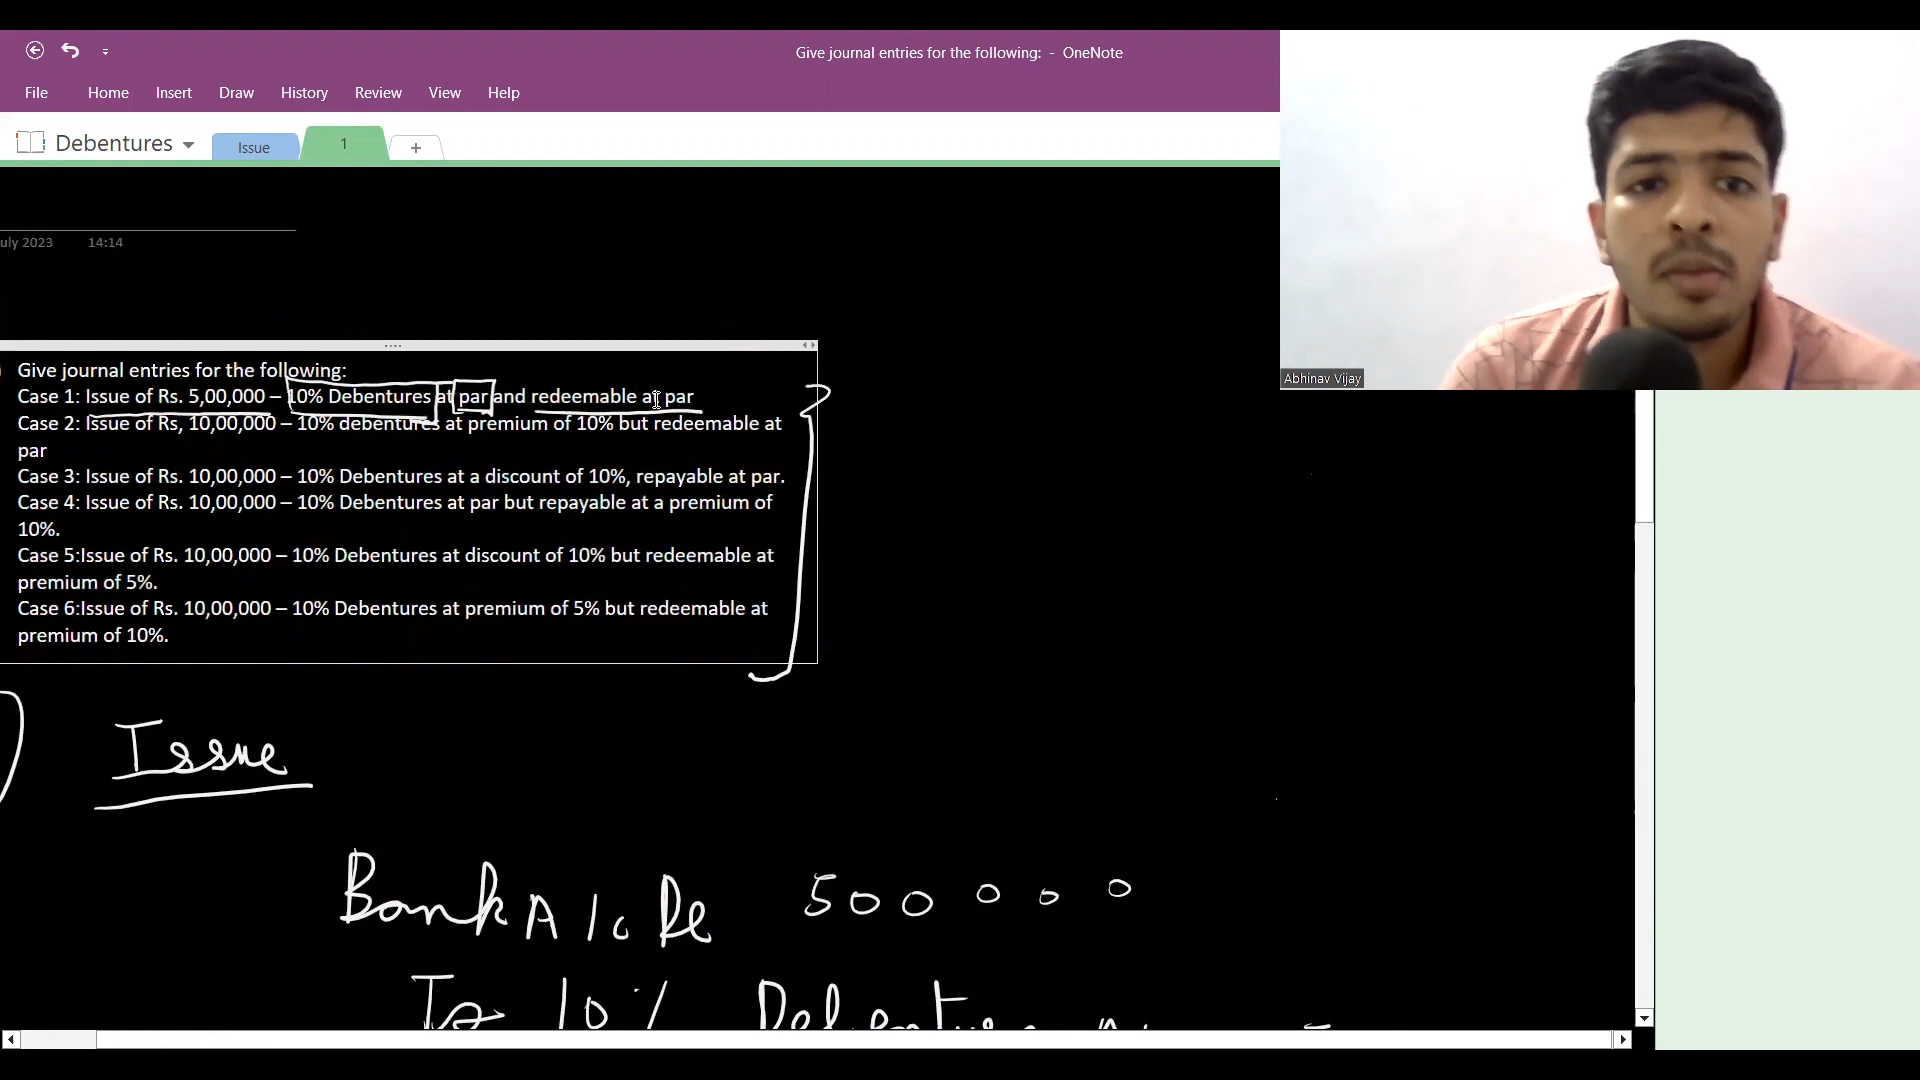 Give journal entries for the following: - OneNote
File Home Insert Draw History Review View Help
Debentures Issue 1 +
uly 2023 14:14
Give journal entries for the following:
Case 1: Issue of Rs. 5,00,000 – 10% Debentures at par and redeemable at par
Case 2: Issue of Rs, 10,00,000 – 10% debentures at premium of 10% but redeemable at
par
Case 3: Issue of Rs. 10,00,000 – 10% Debentures at a discount of 10%, repayable at par.
Case 4: Issue of Rs. 10,00,000 – 10% Debentures at par but repayable at a premium of
10%.
Case 5:Issue of Rs. 10,00,000 – 10% Debentures at discount of 10% but redeemable at
premium of 5%.
Case 6:Issue of Rs. 10,00,000 – 10% Debentures at premium of 5% but redeemable at
premium of 10%.
Issue
Bank A/c Dr 500000
To 10%
Abhinav Vijay